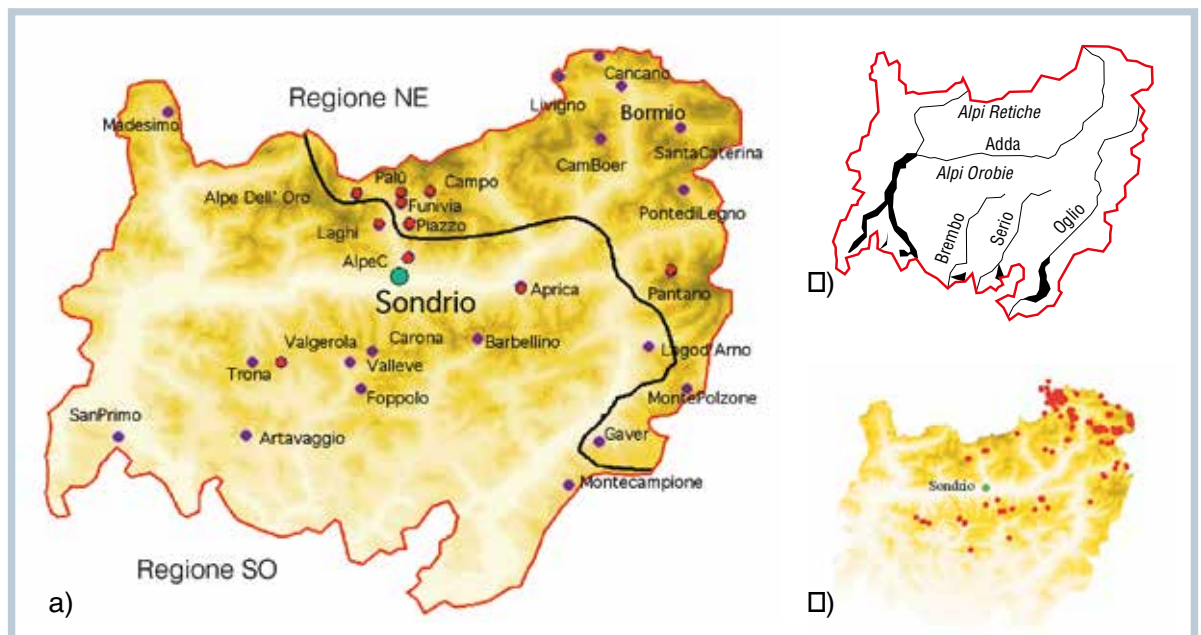 Regione NE
Cancano
Livigno
Madesimo
Bormio
SantaCaterina
CamBoer
Palù
Campo
Alpe Dell' Oro
Funivia
PontediLegno
Laghi
Piazzo
AlpeC
Sondrio
Aprica
Pantano
Valgerola
Carona
Barbellino
Trona
Valleve
Lagod'Arno
Foppolo
MontePolzone
SanPrimo
Artavaggio
Gaver
Montecampione
Regione SO
a)
Alpi Retiche
Adda
Alpi Orobie
Brembo
Serio
Oglio
□)
Sondrio
□)